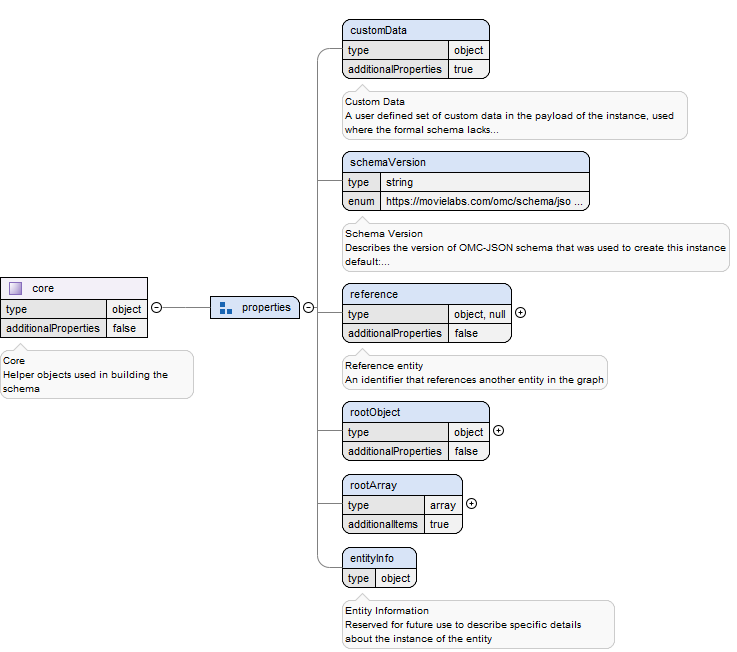 customData
type object
additionalProperties true
Custom Data
A user defined set of custom data in the payload of the instance, used
where the formal schema lacks...
schemaVersion
type string
enum https://movielabs.com/omc/schema/jso ...
Schema Version
Describes the version of OMC-JSON schema that was used to create this instance
default:...
core
type object
additionalProperties false
Core
Helper objects used in building the
schema
properties
reference
type object, null
additionalProperties false
Reference entity
An identifier that references another entity in the graph
rootObject
type object
additionalProperties false
rootArray
type array
additionalItems true
entityInfo
type object
Entity Information
Reserved for future use to describe specific details
about the instance of the entity